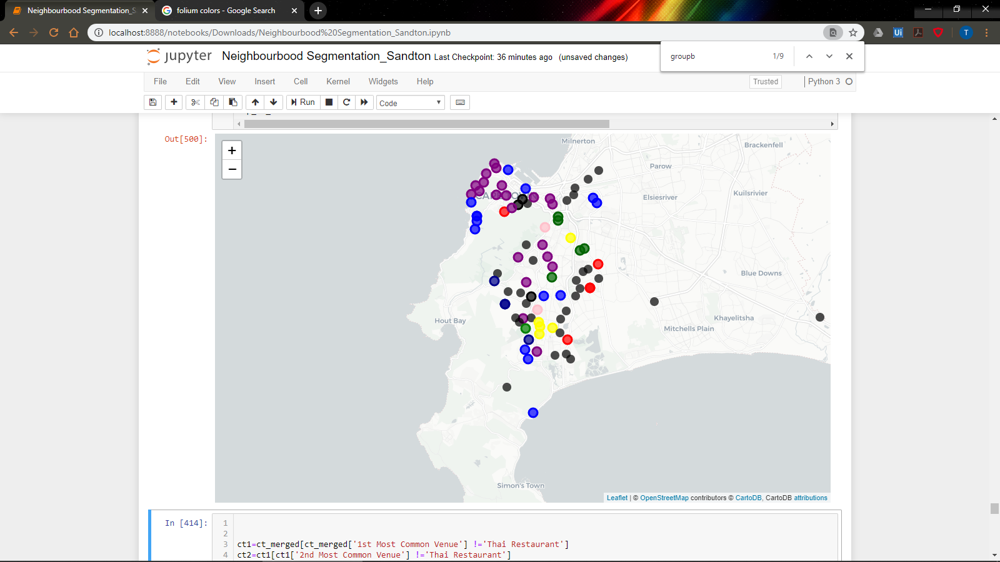 Neighbourbood Segmentation_S
folium colors - Google Search
localhost:8888/notebooks/Downloads/Neighbourbood%20Segmentation_Sandton.ipynb
Ui
T
groupb 1/9
jupyter Neighbourbood Segmentation_Sandton Last Checkpoint: 36 minutes ago (unsaved changes)
File Edit View Insert Cell Kernel Widgets Help Trusted Python 3
Run Code
Out[500]:
+
−
Milnerton
Brackenfell
Parow
Kuilsrivier
Elsiesriver
Blue Downs
Hout Bay
Khayelitsha
Mitchells Plain
Simon's Town
Leaflet | © OpenStreetMap contributors © CartoDB, CartoDB attributions
In [414]:
1
2
3 ct1=ct_merged[ct_merged['1st Most Common Venue'] !='Thai Restaurant']
4 ct2=ct1[ct1['2nd Most Common Venue'] !='Thai Restaurant']